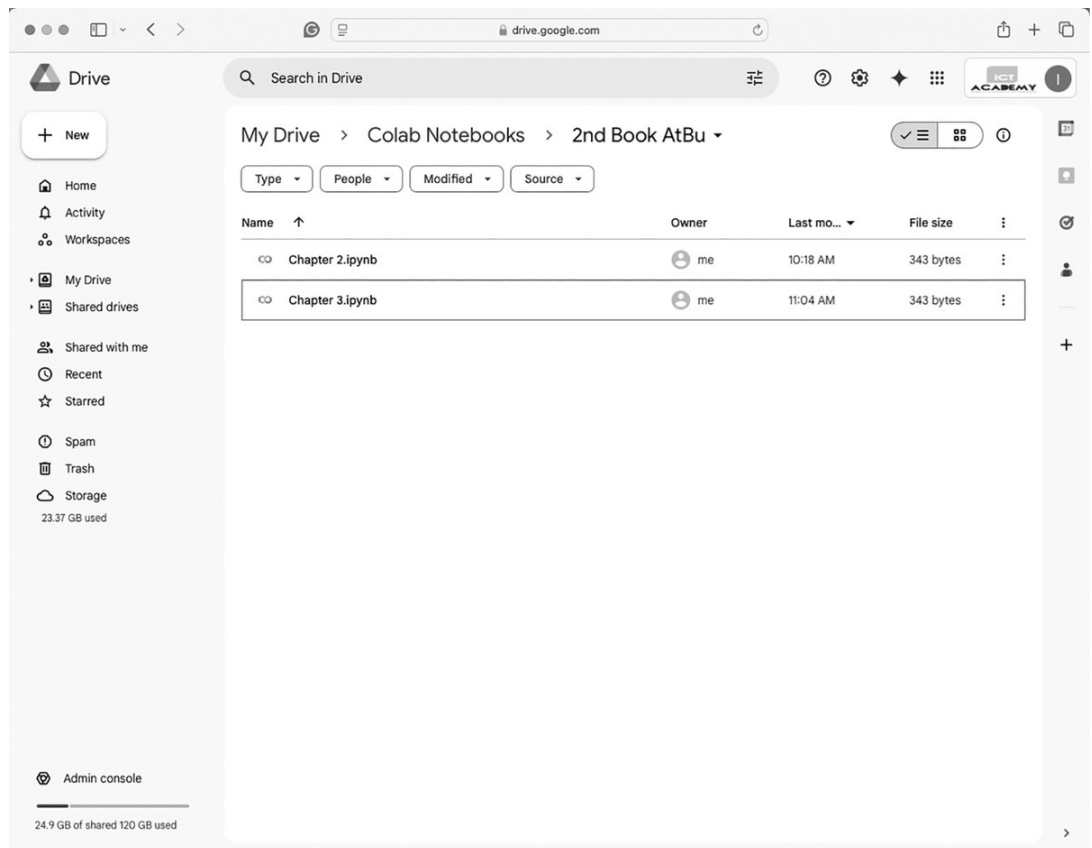 drive.google.com
Drive
Search in Drive
ICT
ACADEMY
I
New
My Drive > Colab Notebooks > 2nd Book AtBu
31
Type People Modified Source
Home
Activity
Workspaces
Name Owner Last mo... File size
Chapter 2.ipynb me 10:18 AM 343 bytes
My Drive
Chapter 3.ipynb me 11:04 AM 343 bytes
Shared drives
Shared with me
Recent
Starred
Spam
Trash
Storage
23.37 GB used
Admin console
24.9 GB of shared 120 GB used